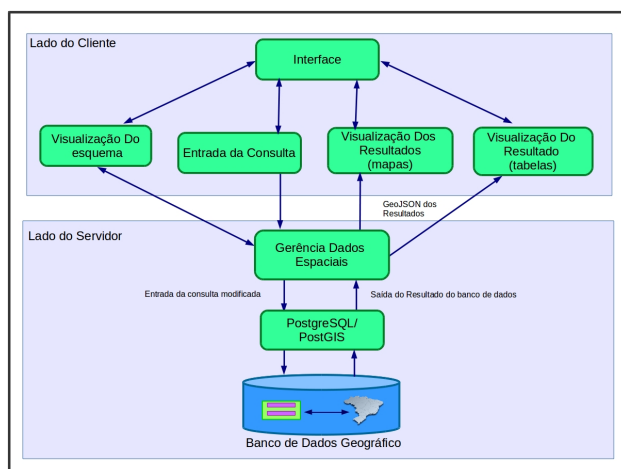 Lado do Cliente
Interface
Visualização Do
esquema
Entrada da Consulta
Visualização Dos
Resultados
(mapas)
Visualização Do
Resultado
(tabelas)
GeoJSON dos
Resultados
Lado do Servidor
Gerência Dados
Espaciais
Entrada da consulta modificada
Saída do Resultado do banco de dados
PostgreSQL/
PostGIS
Banco de Dados Geográfico